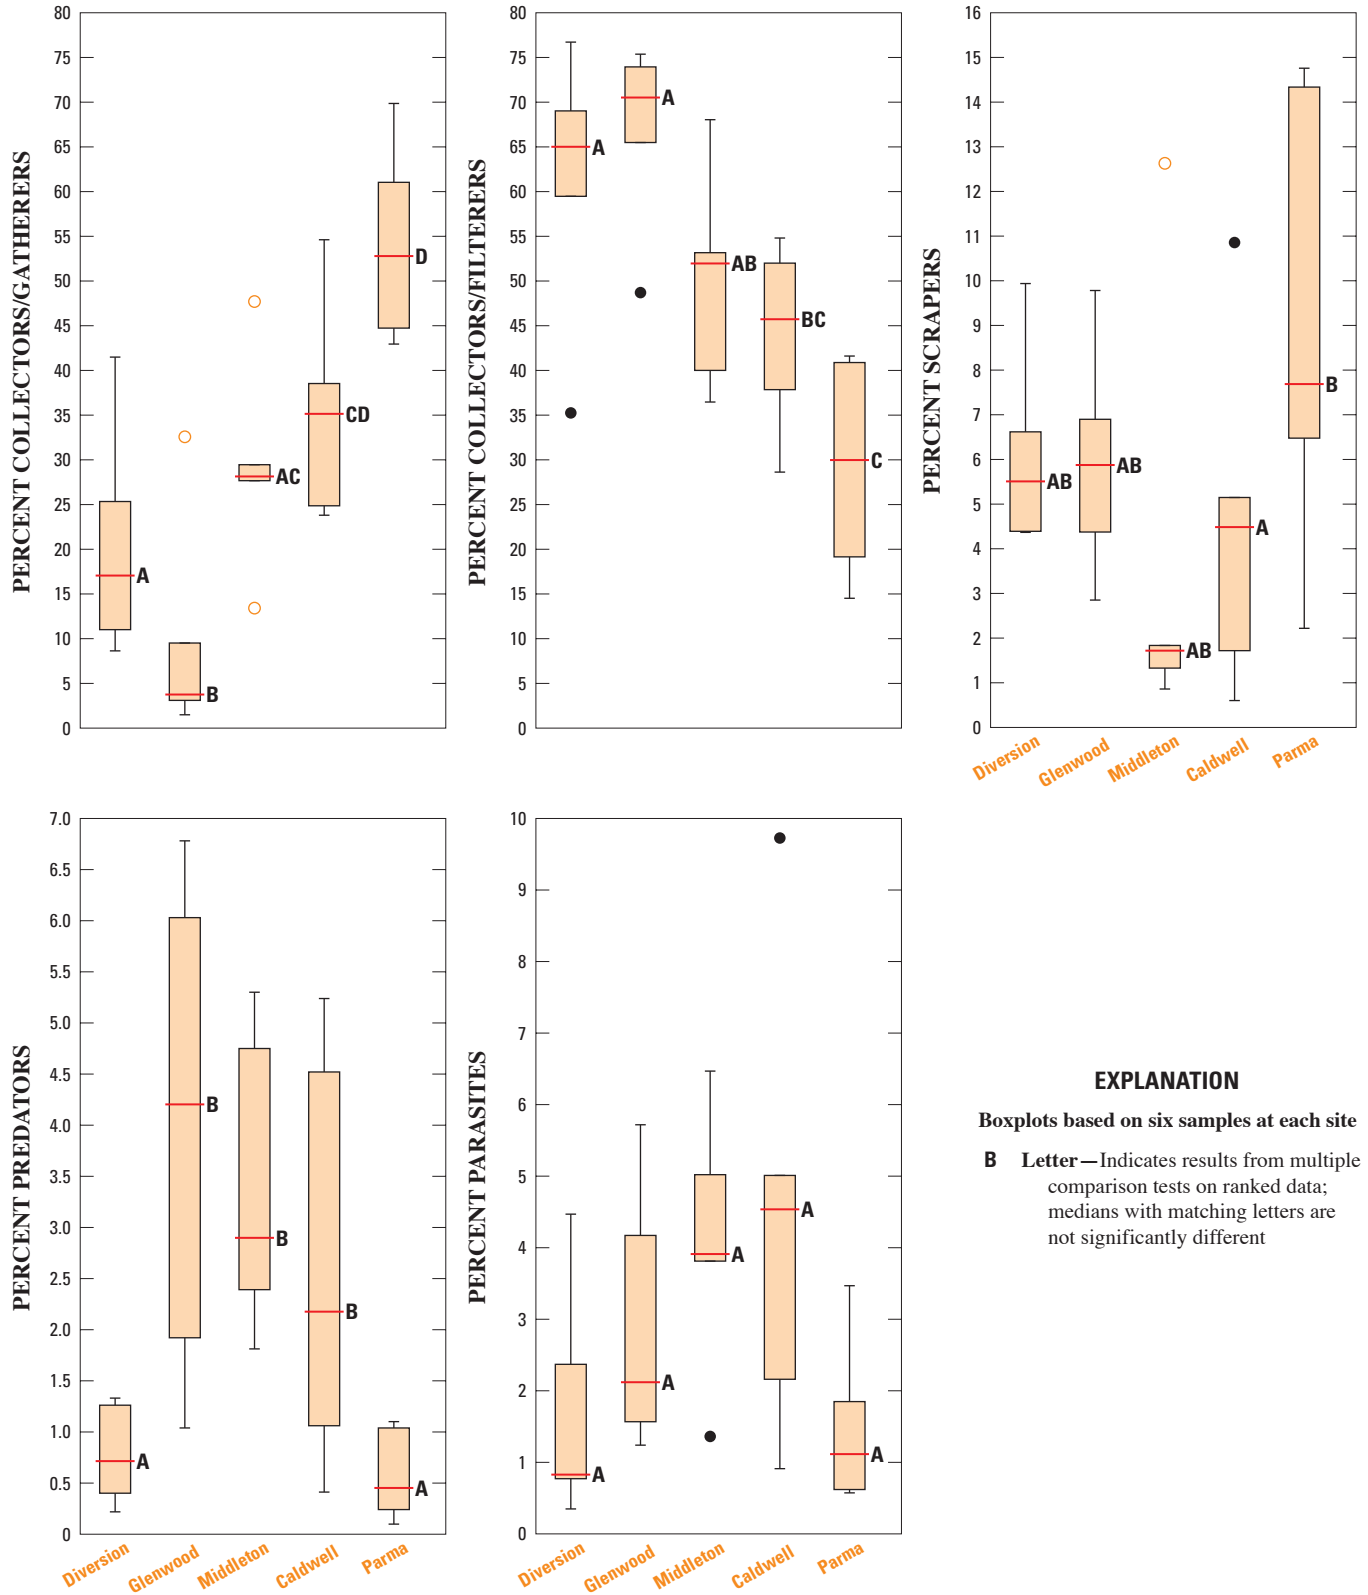 PERCENT COLLECTORS/GATHERERS
80
75
70
65
60
55
50
45
40
35
30
25
20
15
10
5
0
A
B
AC
CD
D
PERCENT COLLECTORS/FILTERERS
80
75
70
65
60
55
50
45
40
35
30
25
20
15
10
5
0
A
A
AB
BC
C
PERCENT SCRAPERS
16
15
14
13
12
11
10
9
8
7
6
5
4
3
2
1
0
AB
AB
AB
A
B
Diversion
Glenwood
Middleton
Caldwell
Parma
PERCENT PREDATORS
7.0
6.5
6.0
5.5
5.0
4.5
4.0
3.5
3.0
2.5
2.0
1.5
1.0
0.5
0
A
B
B
B
A
Diversion
Glenwood
Middleton
Caldwell
Parma
PERCENT PARASITES
10
9
8
7
6
5
4
3
2
1
0
A
A
A
A
A
Diversion
Glenwood
Middleton
Caldwell
Parma
EXPLANATION
Boxplots based on six samples at each site
B Letter—Indicates results from multiple
comparison tests on ranked data;
medians with matching letters are
not significantly different